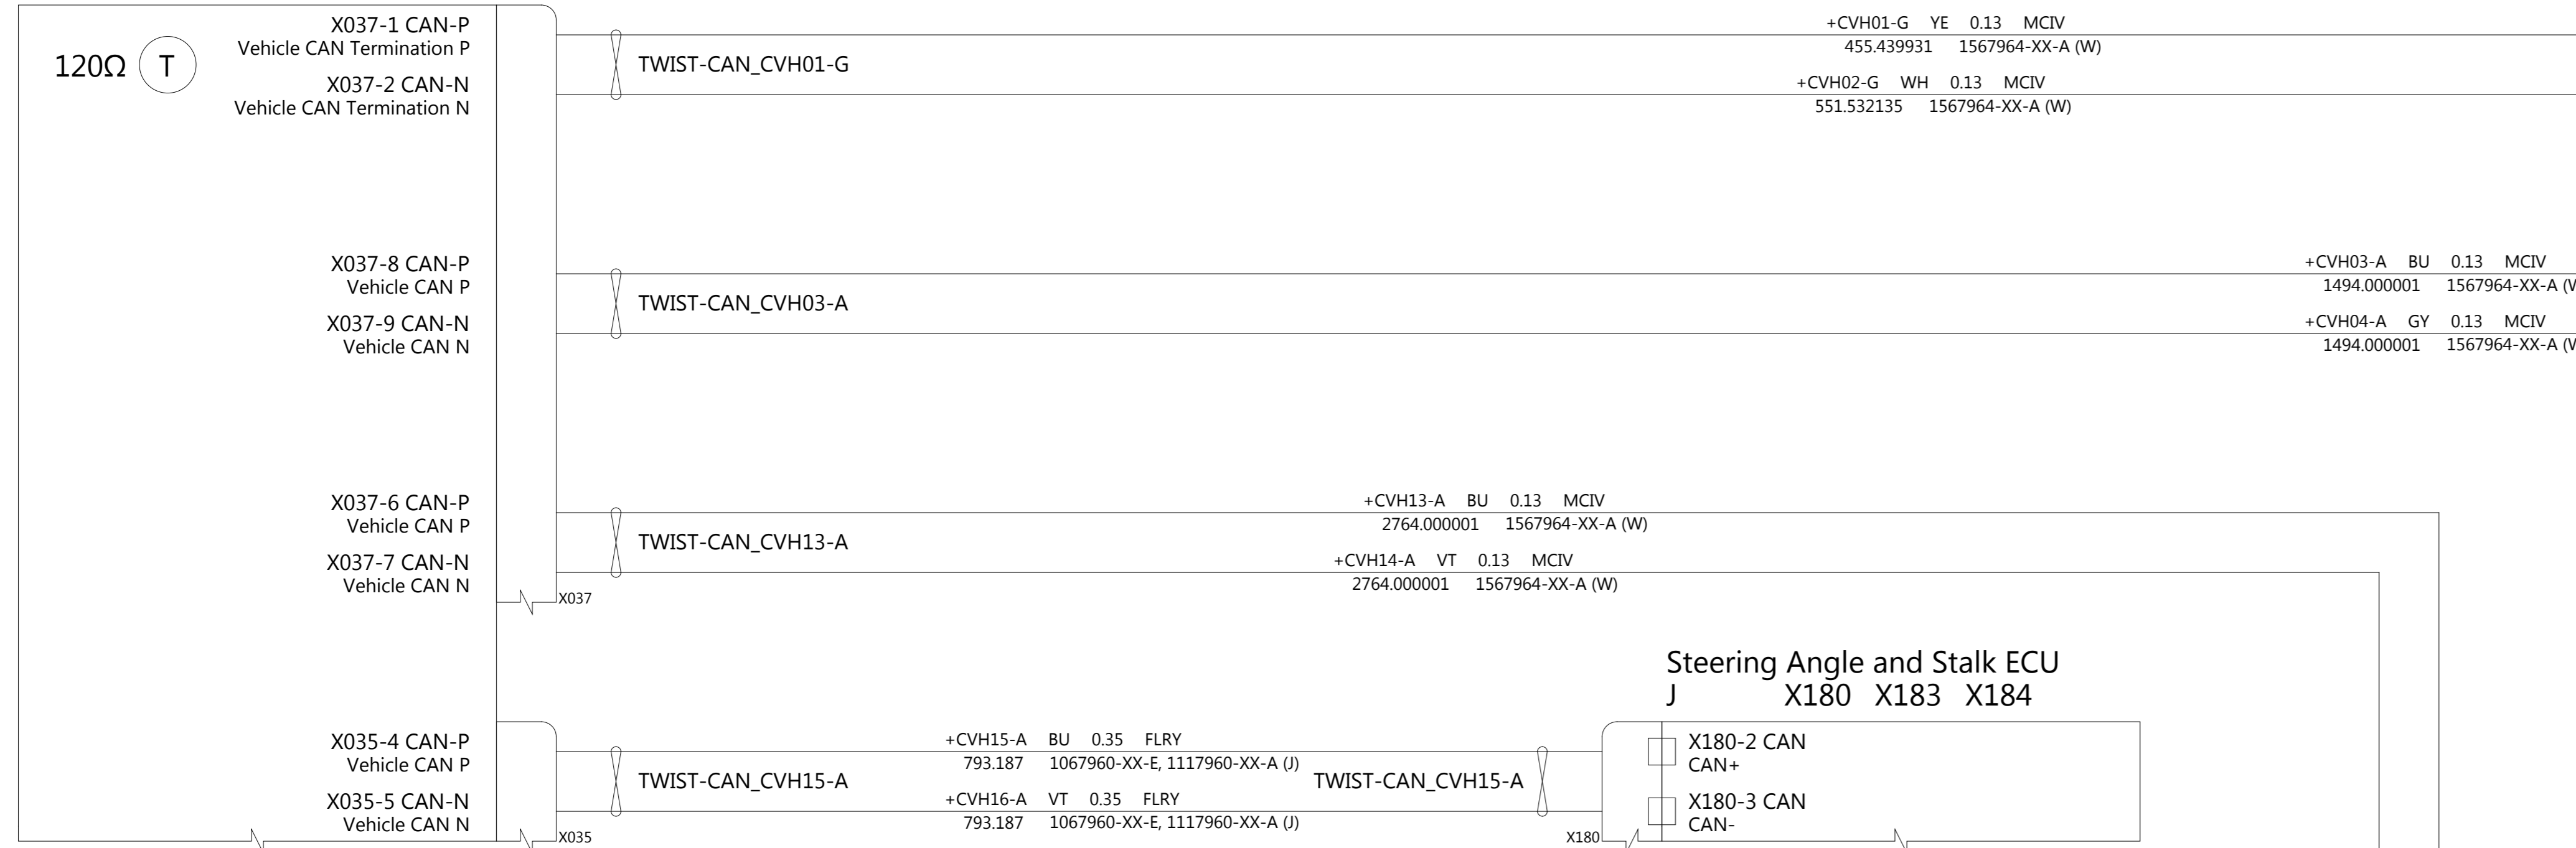 X037-1 CAN-P
Vehicle CAN Termination P
X037-2 CAN-N
Vehicle CAN Termination N
120Ω T
TWIST-CAN_CVH01-G
+CVH01-G YE 0.13 MCIV
455.439931 1567964-XX-A (W)
+CVH02-G WH 0.13 MCIV
551.532135 1567964-XX-A (W)
X037-8 CAN-P
Vehicle CAN P
X037-9 CAN-N
Vehicle CAN N
TWIST-CAN_CVH03-A
+CVH03-A BU 0.13 MCIV
1494.000001 1567964-XX-A (W
+CVH04-A GY 0.13 MCIV
1494.000001 1567964-XX-A (W
X037-6 CAN-P
Vehicle CAN P
X037-7 CAN-N
Vehicle CAN N
TWIST-CAN_CVH13-A
+CVH13-A BU 0.13 MCIV
2764.000001 1567964-XX-A (W)
+CVH14-A VT 0.13 MCIV
2764.000001 1567964-XX-A (W)
X037
Steering Angle and Stalk ECU
J X180 X183 X184
X035-4 CAN-P
Vehicle CAN P
X035-5 CAN-N
Vehicle CAN N
TWIST-CAN_CVH15-A
+CVH15-A BU 0.35 FLRY
793.187 1067960-XX-E, 1117960-XX-A (J)
+CVH16-A VT 0.35 FLRY
793.187 1067960-XX-E, 1117960-XX-A (J)
TWIST-CAN_CVH15-A
X180-2 CAN
CAN+
X180-3 CAN
CAN-
X035
X180